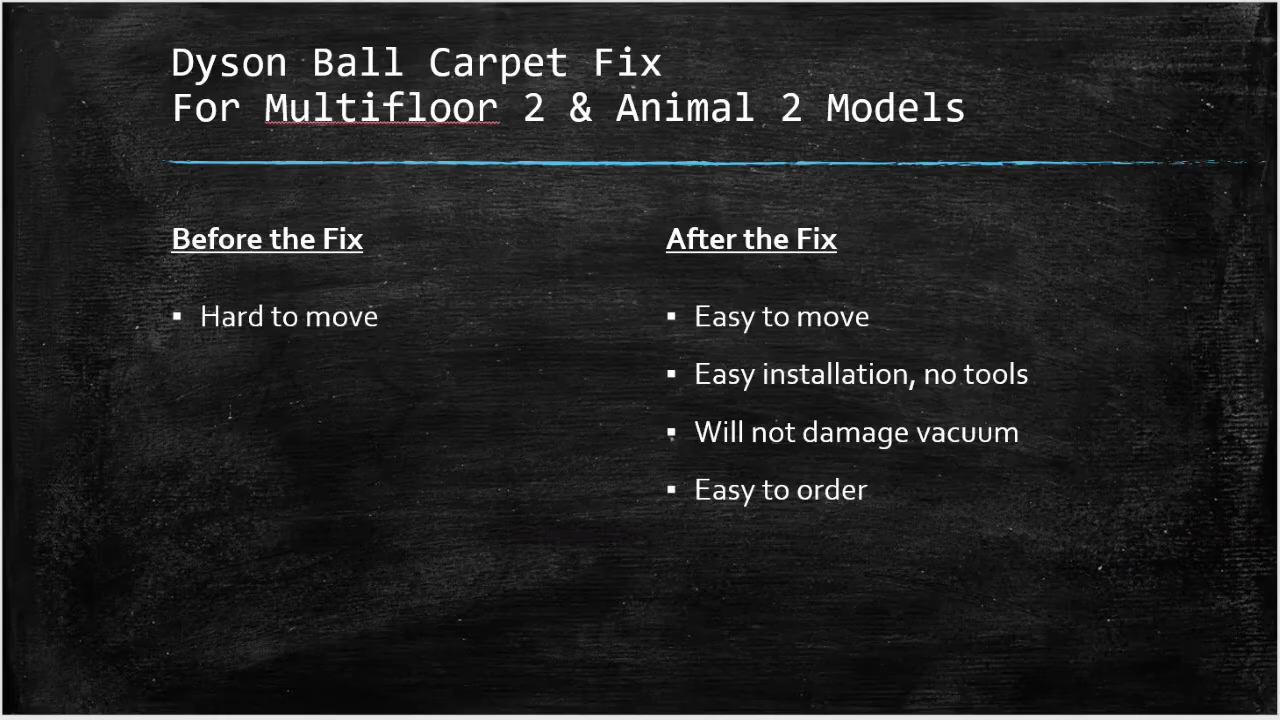 Dyson Ball Carpet Fix
For Multifloor 2 & Animal 2 Models
Before the Fix
▪ Hard to move
After the Fix
▪ Easy to move
▪ Easy installation, no tools
▪ Will not damage vacuum
▪ Easy to order